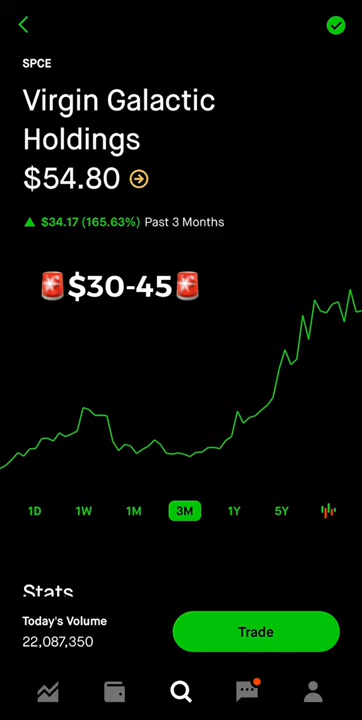 SPCE
Virgin Galactic
Holdings
$54.80
▲ $34.17 (165.63%) Past 3 Months
🚨$30-45🚨
1D 1W 1M 3M 1Y 5Y
Stats
Today's Volume
22,087,350
Trade